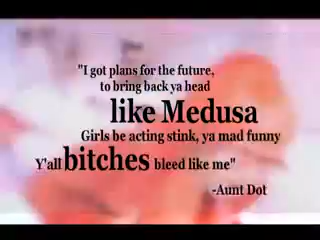 "I got plans for the future,
to bring back ya head
like Medusa
Girls be acting stink, ya mad funny
Y'all bitches bleed like me"
-Aunt Dot